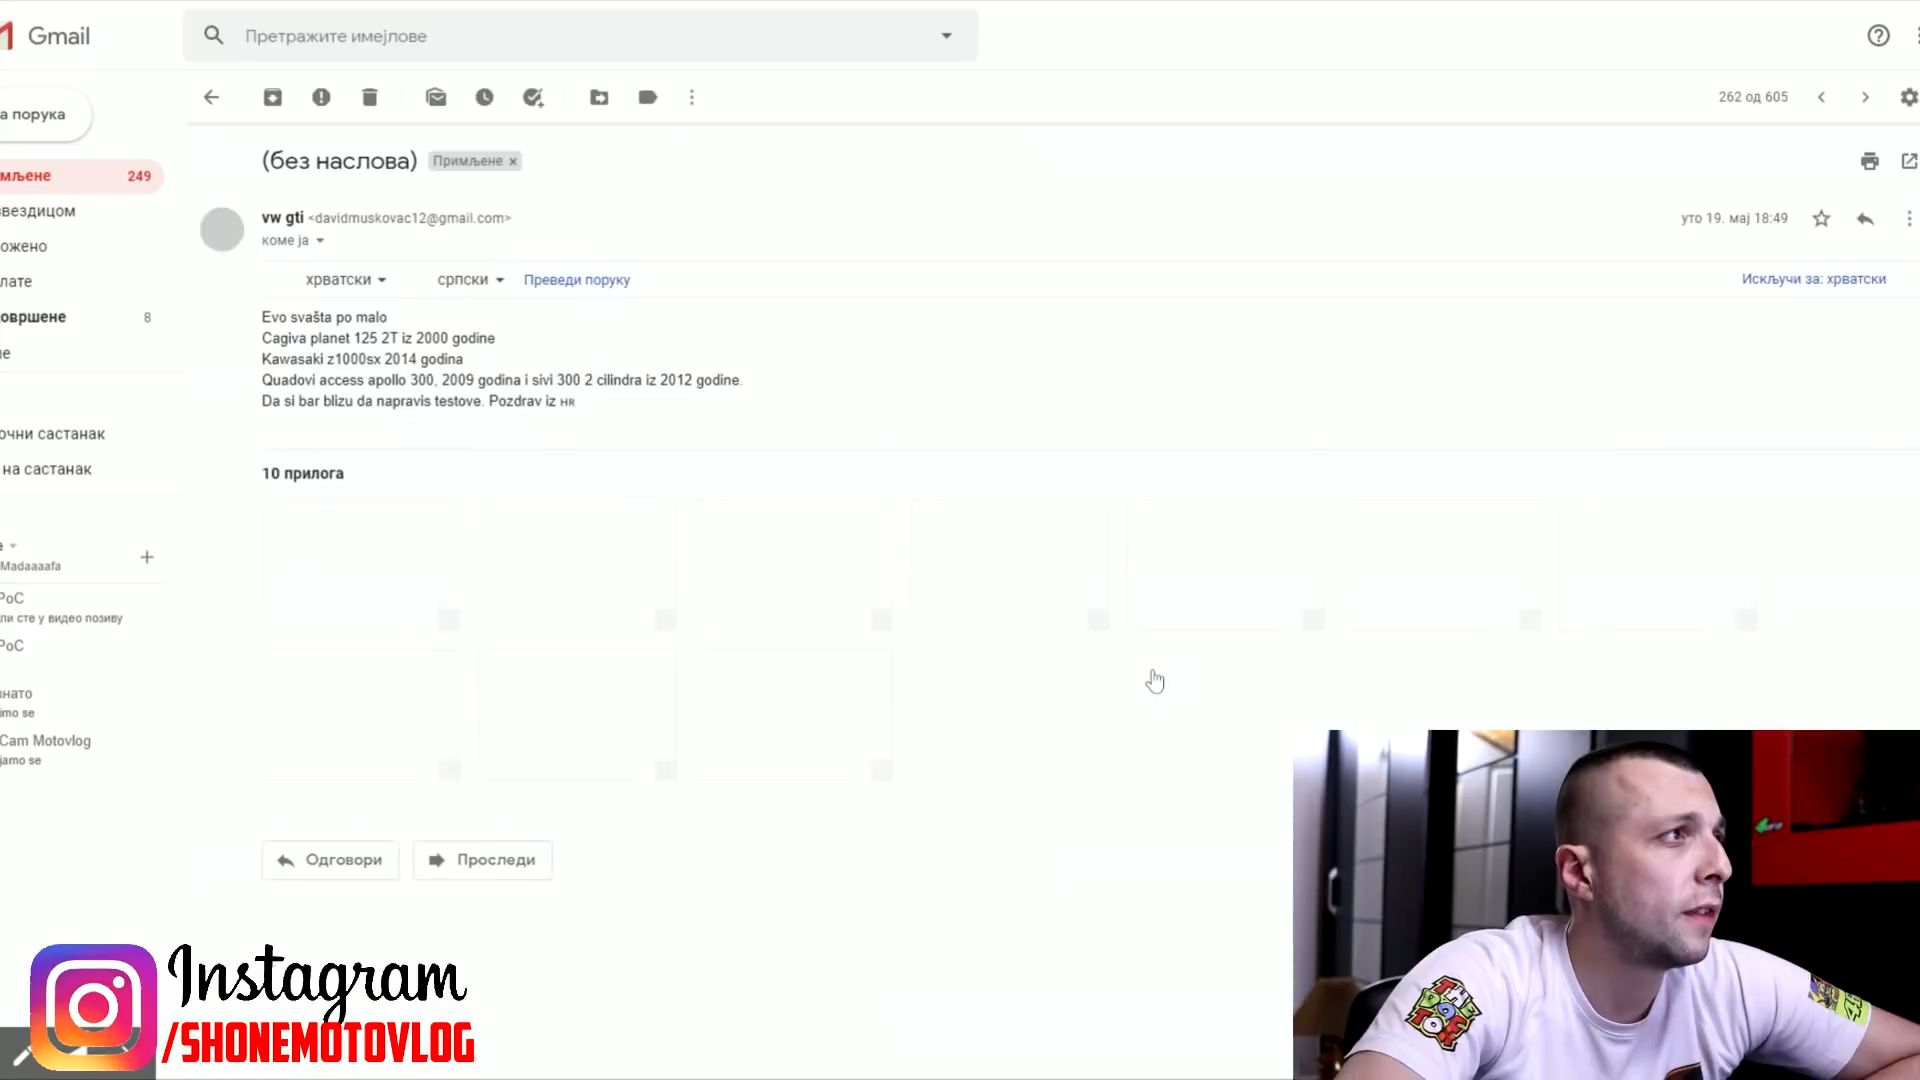 Gmail
Претражите имејлове
а порука
262 од 605
(без наслова)
Примљене ×
мљене 249
вездицом
ожено
лате
овршене 8
не
vw gti <davidmuskovac12@gmail.com>
коме ја
уто 19. мај 18:49
хрватски
српски
Преведи поруку
Искључи за: хрватски
Evo svašta po malo
Cagiva planet 125 2T iz 2000 godine
Kawasaki z1000sx 2014 godina
Quadovi access apollo 300, 2009 godina i sivi 300 2 cilindra iz 2012 godine.
Da si bar blizu da napravis testove. Pozdrav iz HR
10 прилога
очни састанак
на састанак
Madaaaafa
PoC
ли сте у видео позиву
PoC
знато
imo se
Cam Motovlog
jamo se
Одговори
Проследи
Instagram
/SHONEMOTOVLOG
THE
DOC